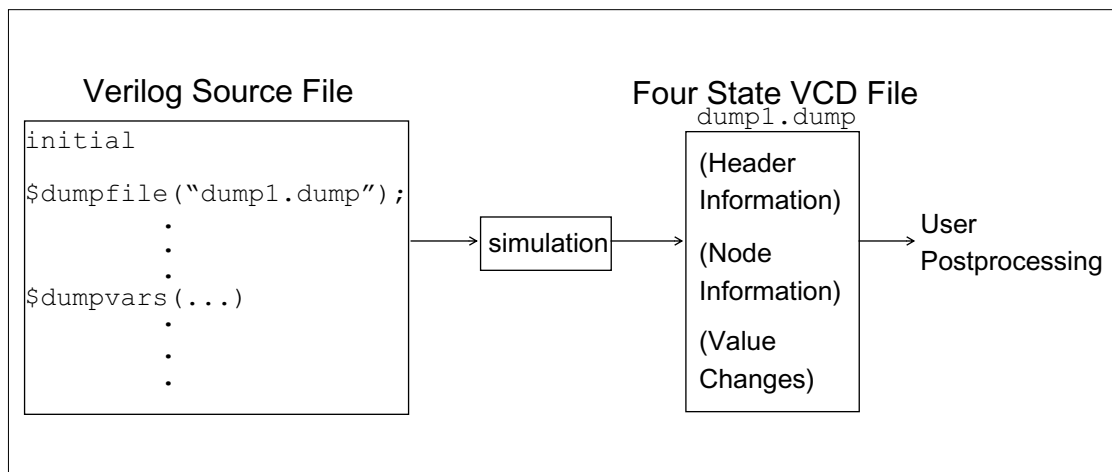 Verilog Source File
initial
$dumpfile(“dump1.dump”);
.
.
.
$dumpvars(...)
.
.
.
simulation
Four State VCD File
dump1.dump
(Header
Information)
(Node
Information)
(Value
Changes)
User
Postprocessing